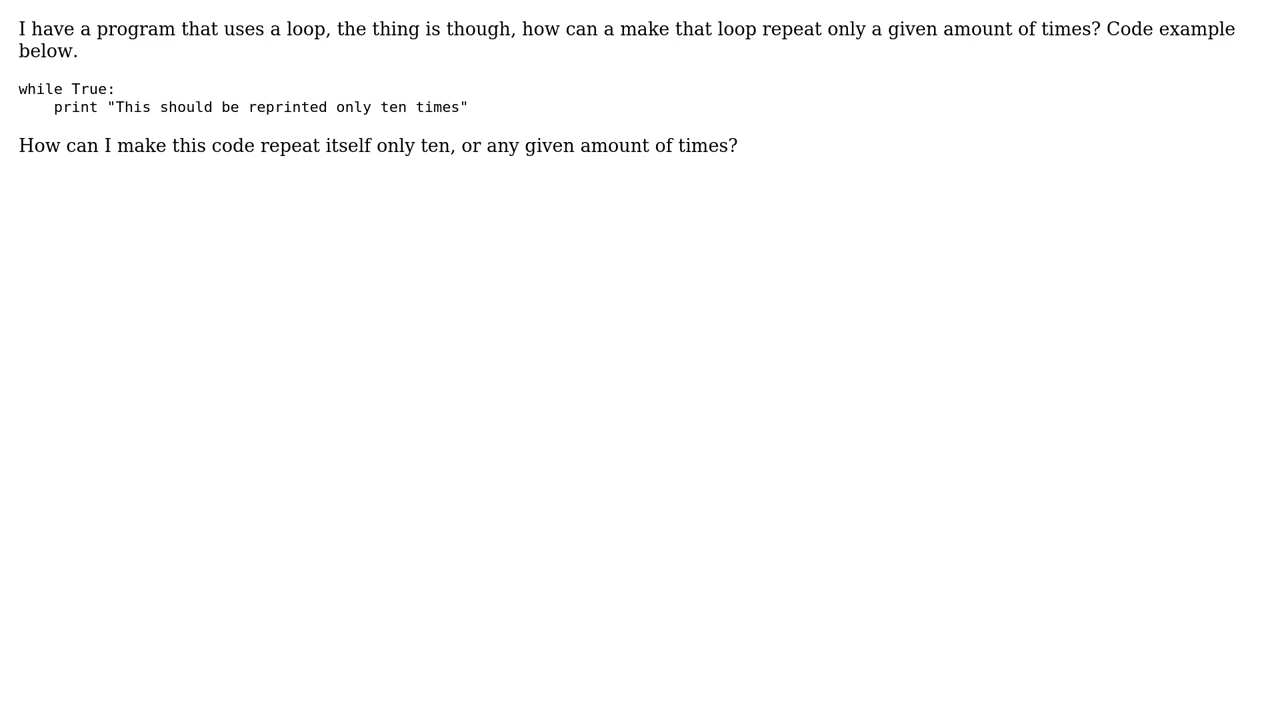 I have a program that uses a loop, the thing is though, how can a make that loop repeat only a given amount of times? Code example
below.
while True:
    print "This should be reprinted only ten times"
How can I make this code repeat itself only ten, or any given amount of times?